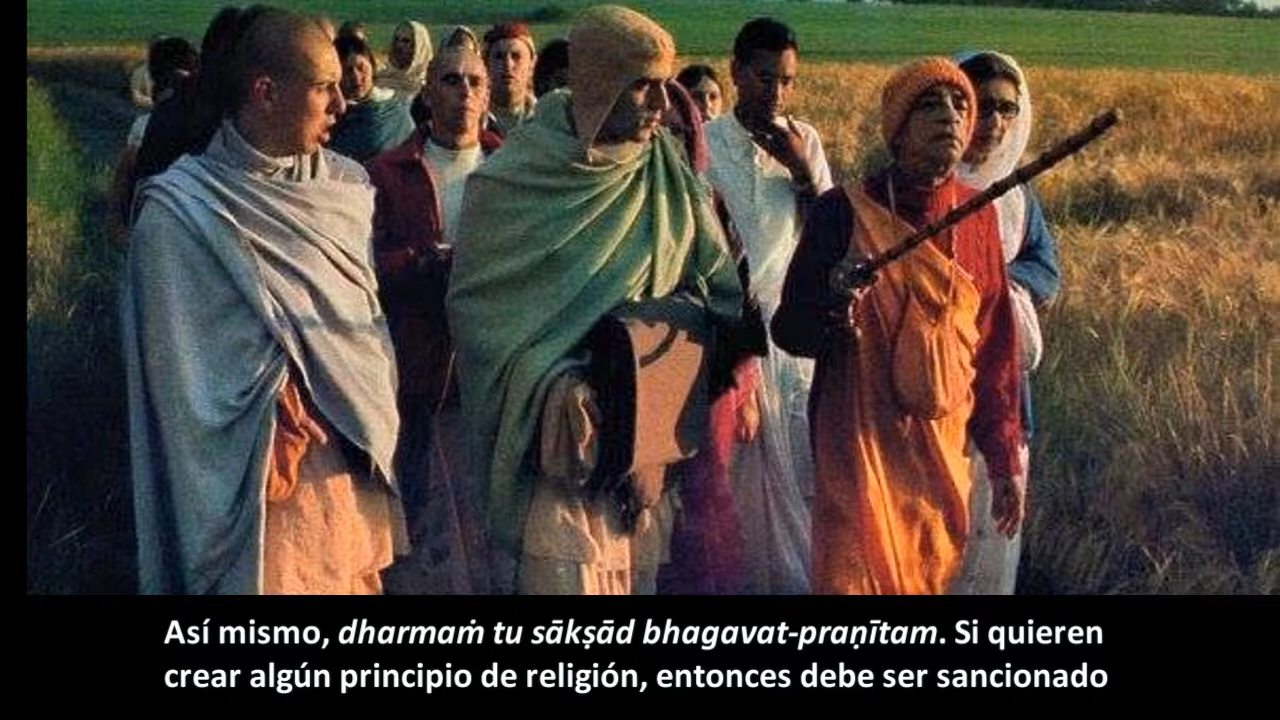 Así mismo, dharmaṁ tu sākṣād bhagavat-praṇītam. Si quieren
crear algún principio de religión, entonces debe ser sancionado